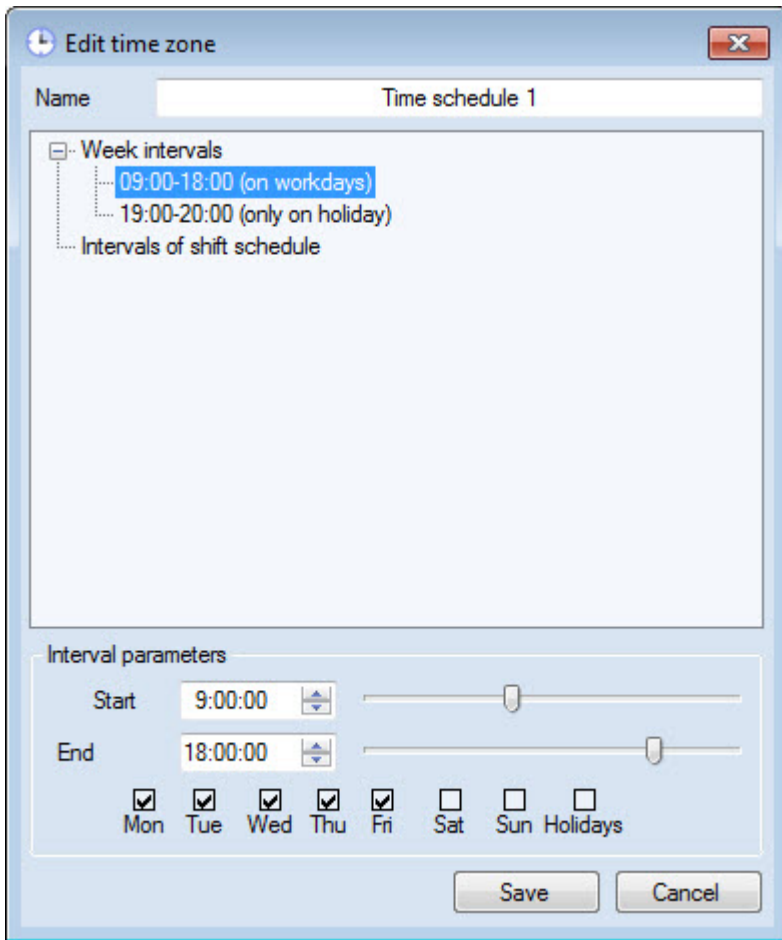 Edit time zone
Name Time schedule 1
Week intervals
09:00-18:00 (on workdays)
19:00-20:00 (only on holiday)
Intervals of shift schedule
Interval parameters
Start 9:00:00
End 18:00:00
Mon Tue Wed Thu Fri Sat Sun Holidays
Save Cancel